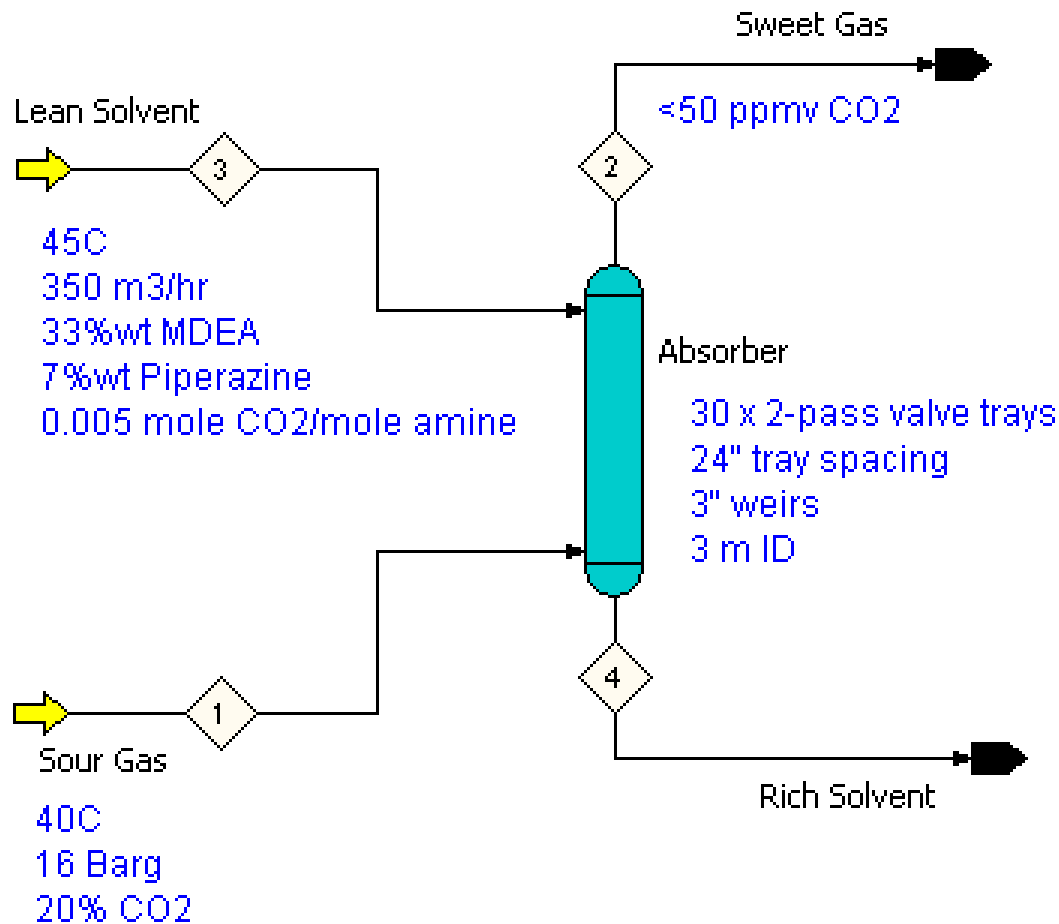 Sweet Gas
<50 ppmv CO2
Lean Solvent
3
2
45C
350 m3/hr
33%wt MDEA
7%wt Piperazine
0.005 mole CO2/mole amine
Absorber
30 x 2-pass valve trays
24" tray spacing
3" weirs
3 m ID
4
1
Sour Gas
Rich Solvent
40C
16 Barg
20% CO2